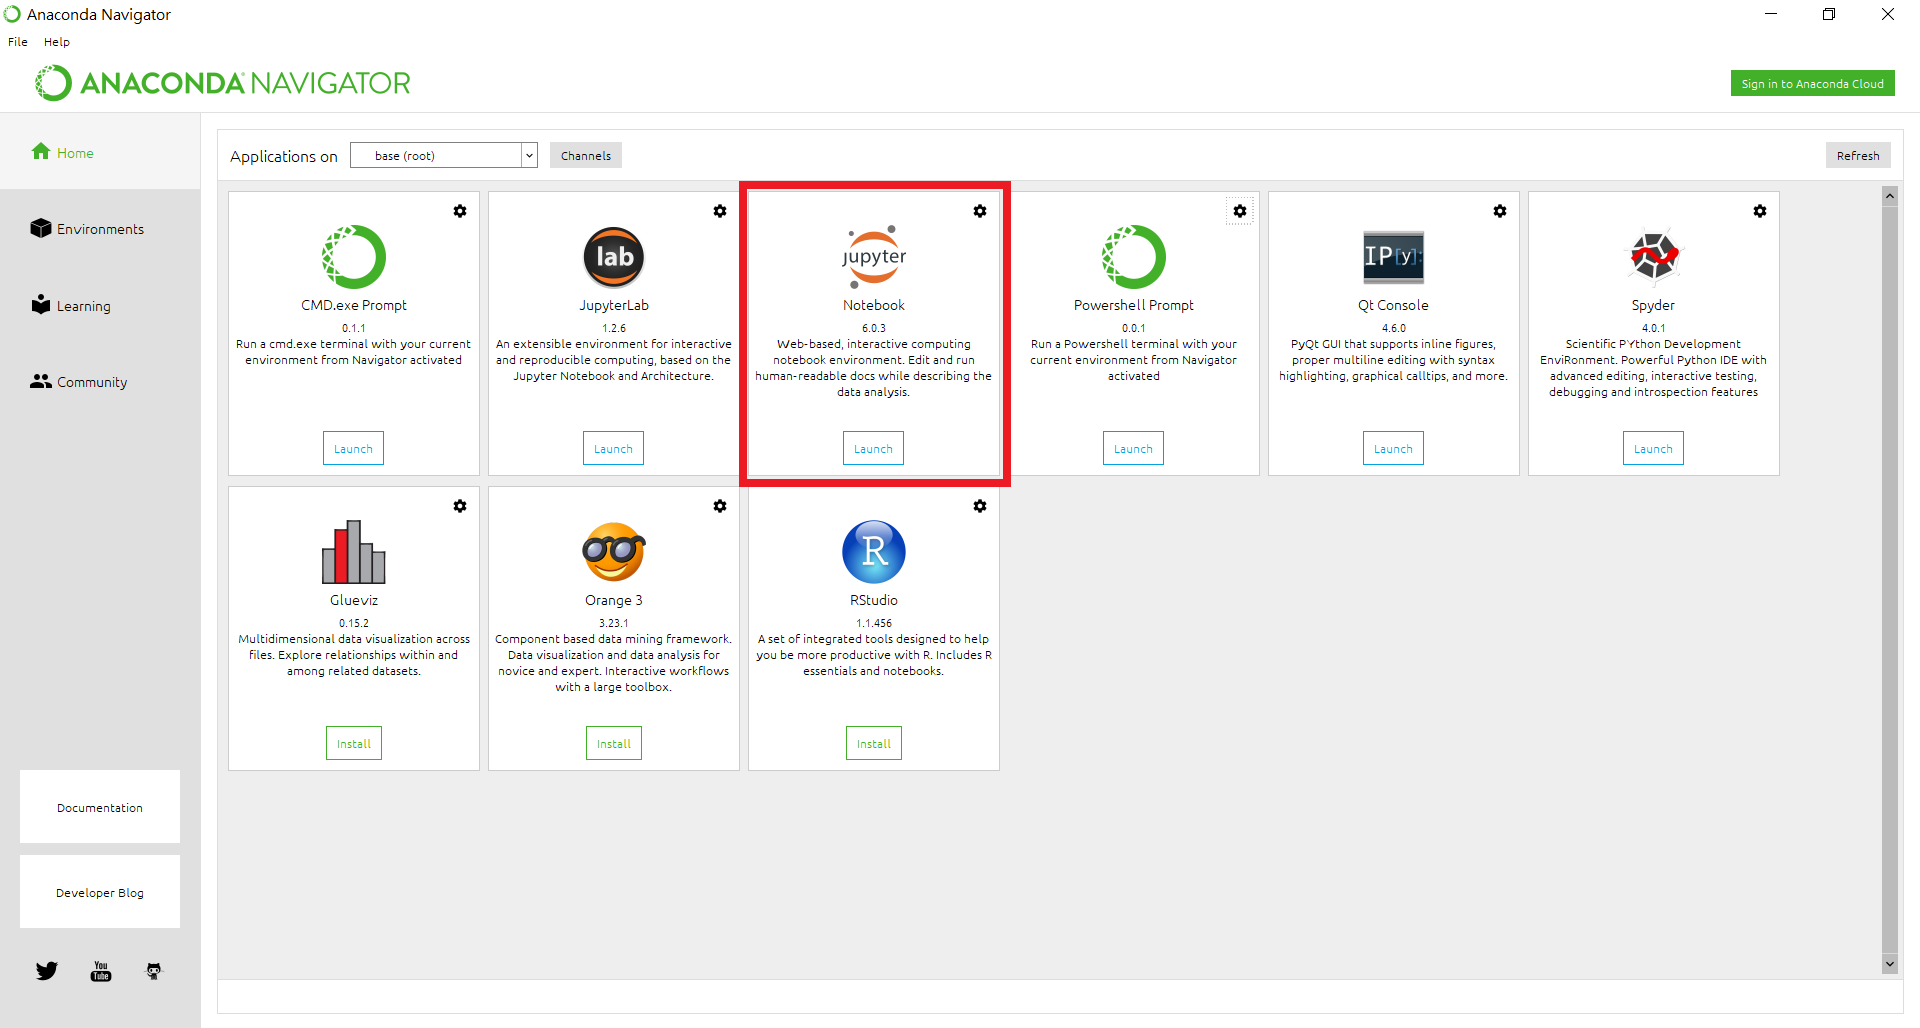 Anaconda Navigator
File Help
ANACONDA NAVIGATOR
Sign in to Anaconda Cloud
Home
Environments
Learning
Community
Documentation
Developer Blog
You
Tube
Applications on base (root) Channels Refresh
CMD.exe Prompt
0.1.1
Run a cmd.exe terminal with your current
environment from Navigator activated
Launch
lab
JupyterLab
1.2.6
An extensible environment for interactive
and reproducible computing, based on the
Jupyter Notebook and Architecture.
Launch
jupyter
Notebook
6.0.3
Web-based, interactive computing
notebook environment. Edit and run
human-readable docs while describing the
data analysis.
Launch
Powershell Prompt
0.0.1
Run a Powershell terminal with your
current environment from Navigator
activated
Launch
IP[y]:
Qt Console
4.6.0
PyQt GUI that supports inline figures,
proper multiline editing with syntax
highlighting, graphical calltips, and more.
Launch
Spyder
4.0.1
Scientific PYthon Development
EnviRonment. Powerful Python IDE with
advanced editing, interactive testing,
debugging and introspection features
Launch
Glueviz
0.15.2
Multidimensional data visualization across
files. Explore relationships within and
among related datasets.
Install
Orange 3
3.23.1
Component based data mining framework.
Data visualization and data analysis for
novice and expert. Interactive workflows
with a large toolbox.
Install
R
RStudio
1.1.456
A set of integrated tools designed to help
you be more productive with R. Includes R
essentials and notebooks.
Install